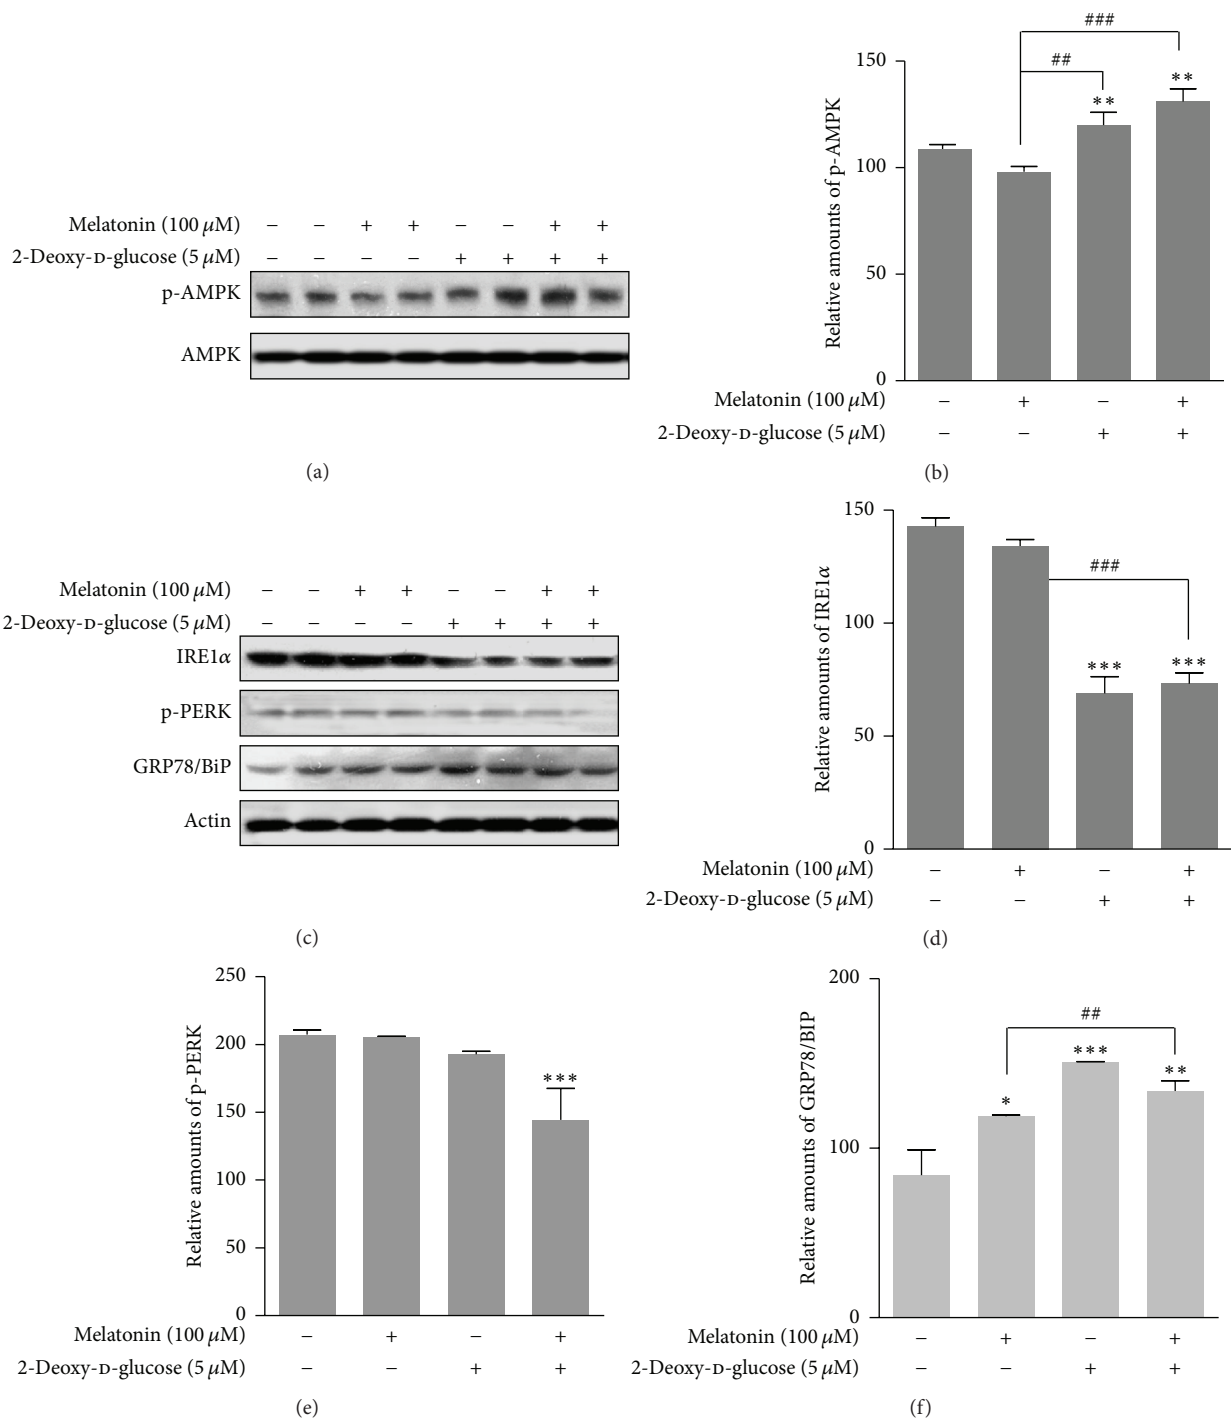 Melatonin (100 μM) − − + + − − + +
2-Deoxy-ᴅ-glucose (5 μM) − − − − + + + +
p-AMPK
AMPK
(a)
###
##
** **
150
100
50
0
Relative amounts of p-AMPK
Melatonin (100 μM) − + − +
2-Deoxy-ᴅ-glucose (5 μM) − − + +
(b)
Melatonin (100 μM) − − + + − − + +
2-Deoxy-ᴅ-glucose (5 μM) − − − − + + + +
IRE1α
p-PERK
GRP78/BiP
Actin
(c)
150
100
50
0
Relative amounts of IRE1α
###
*** ***
Melatonin (100 μM) − + − +
2-Deoxy-ᴅ-glucose (5 μM) − − + +
(d)
250
200
150
100
50
0
Relative amounts of p-PERK
***
Melatonin (100 μM) − + − +
2-Deoxy-ᴅ-glucose (5 μM) − − + +
(e)
200
100
0
Relative amounts of GRP78/BIP
##
* *** **
Melatonin (100 μM) − + − +
2-Deoxy-ᴅ-glucose (5 μM) − − + +
(f)